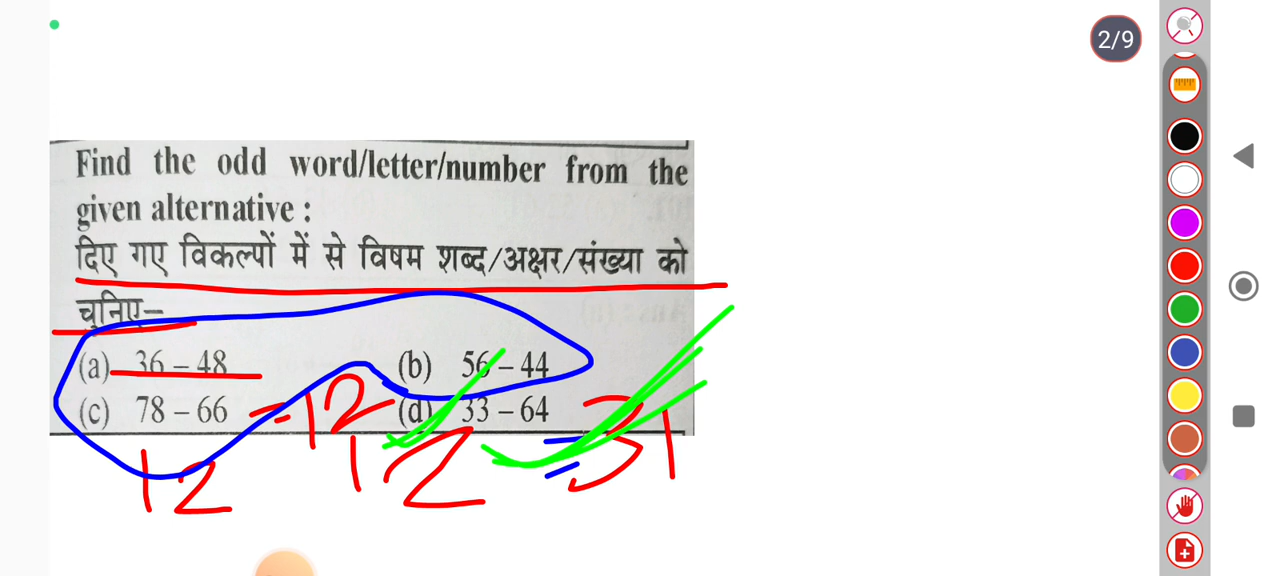 2/9
Find the odd word/letter/number from the
given alternative :
दिए गए विकल्पों में से विषम शब्द/अक्षर/संख्या को
चुनिए–
(a) 36 – 48 (b) 56 – 44
(c) 78 – 66 =12 (d) 33 – 64 =31
12 12